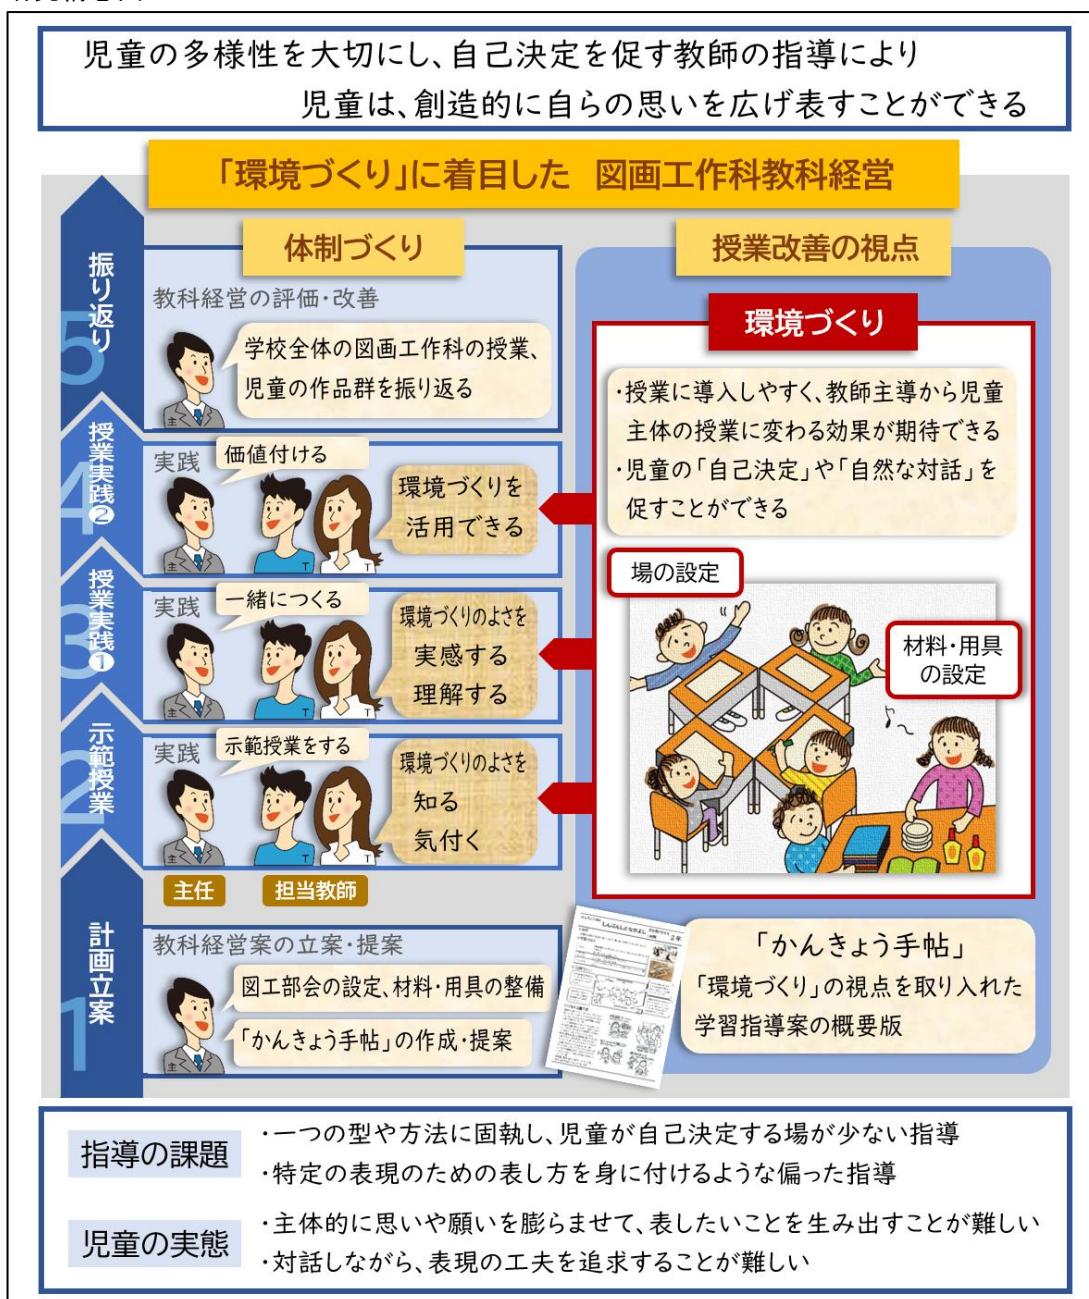 児童の多様性を大切にし、自己決定を促す教師の指導により
児童は、創造的に自らの思いを広げ表すことができる
「環境づくり」に着目した 図画工作科教科経営
体制づくり
授業改善の視点
5
振り返り
教科経営の評価・改善
学校全体の図画工作科の授業、
児童の作品群を振り返る
主
4
授業実践❷
実践
価値付ける
環境づくりを
活用できる
主
T
T
3
授業実践❶
実践
一緒につくる
環境づくりのよさを
実感する
理解する
主
T
T
2
示範授業
実践
示範授業をする
環境づくりのよさを
知る
気付く
主
T
T
主任
担当教師
1
計画立案
教科経営案の立案・提案
図工部会の設定、材料・用具の整備
「かんきょう手帖」の作成・提案
主
環境づくり
・授業に導入しやすく、教師主導から児童
主体の授業に変わる効果が期待できる
・児童の「自己決定」や「自然な対話」を
促すことができる
場の設定
材料・用具
の設定
「かんきょう手帖」
「環境づくり」の視点を取り入れた
学習指導案の概要版
指導の課題
・一つの型や方法に固執し、児童が自己決定する場が少ない指導
・特定の表現のための表し方を身に付けるような偏った指導
児童の実態
・主体的に思いや願いを膨らませて、表したいことを生み出すことが難しい
・対話しながら、表現の工夫を追求することが難しい